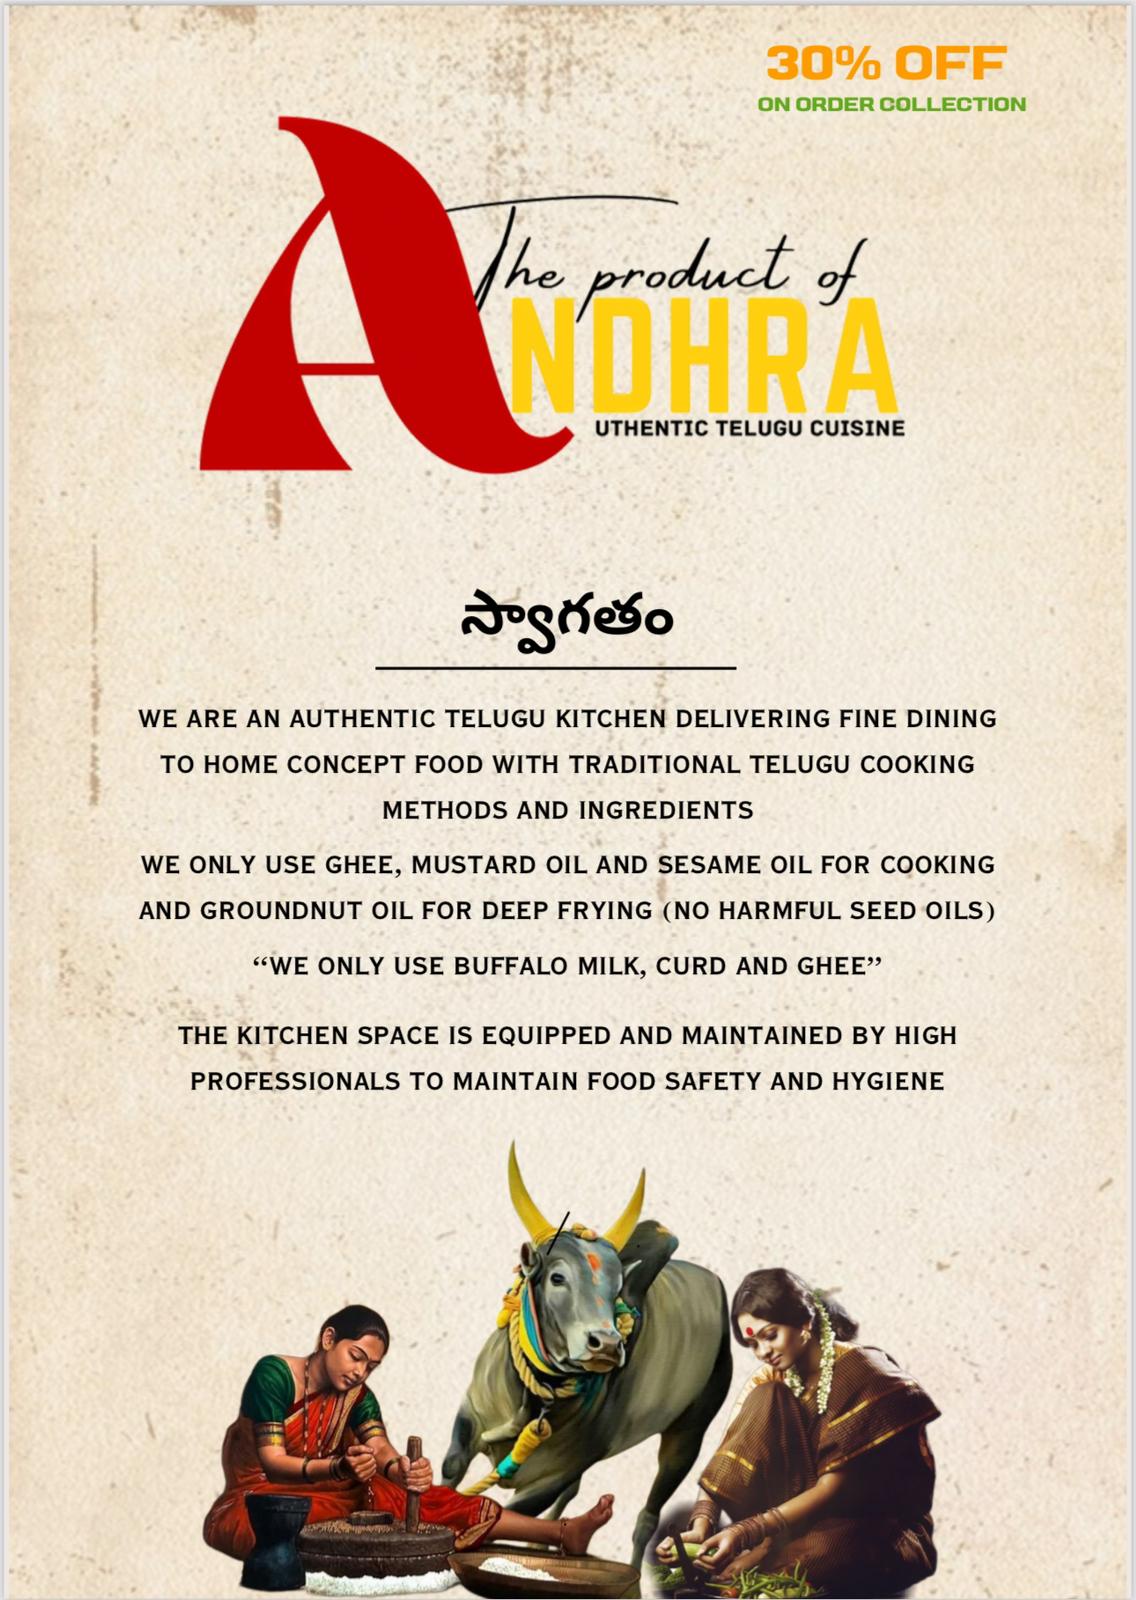 30% OFF
ON ORDER COLLECTION
The product of
ANDHRA
UTHENTIC TELUGU CUISINE
స్వాగతం
WE ARE AN AUTHENTIC TELUGU KITCHEN DELIVERING FINE DINING
TO HOME CONCEPT FOOD WITH TRADITIONAL TELUGU COOKING
METHODS AND INGREDIENTS
WE ONLY USE GHEE, MUSTARD OIL AND SESAME OIL FOR COOKING
AND GROUNDNUT OIL FOR DEEP FRYING (NO HARMFUL SEED OILS)
“WE ONLY USE BUFFALO MILK, CURD AND GHEE”
THE KITCHEN SPACE IS EQUIPPED AND MAINTAINED BY HIGH
PROFESSIONALS TO MAINTAIN FOOD SAFETY AND HYGIENE